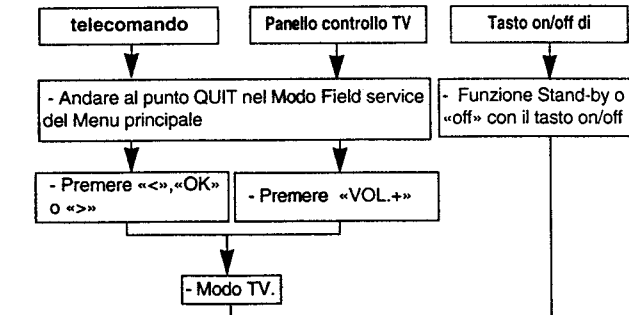 telecomando
Panello controllo TV
Tasto on/off di
- Andare al punto QUIT nel Modo Field service
del Menu principale
- Funzione Stand-by o
«off» con il tasto on/off
- Premere «<»,«OK»
o «>»
- Premere «VOL.+»
- Modo TV.